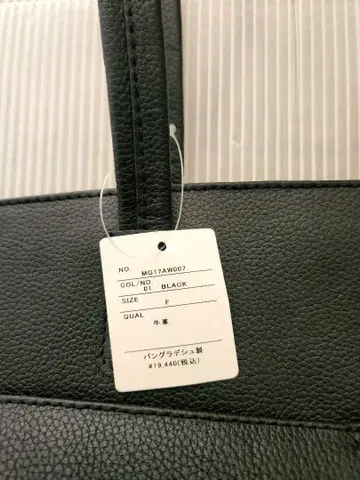 NO. MG17AW007
COL/NO.
01 BLACK
SIZE F
QUAL
牛革
バングラデシュ製
¥19,440(税込)